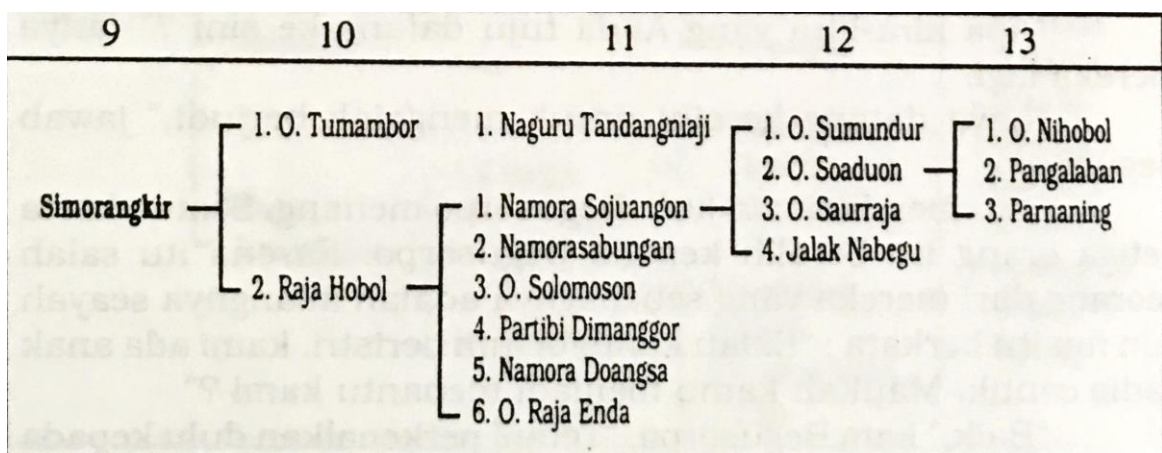 9 10 11 12 13
1. O. Tumambor 1. Naguru Tandangniaji 1. O. Sumundur 1. O. Nihobol
2. O. Soaduon 2. Pangalaban
Simorangkir 1. Namora Sojuangon 3. O. Saurraja 3. Parnaning
2. Namorasabungan 4. Jalak Nabegu
2. Raja Hobol 3. O. Solomoson
4. Partibi Dimanggor
5. Namora Doangsa
6. O. Raja Enda